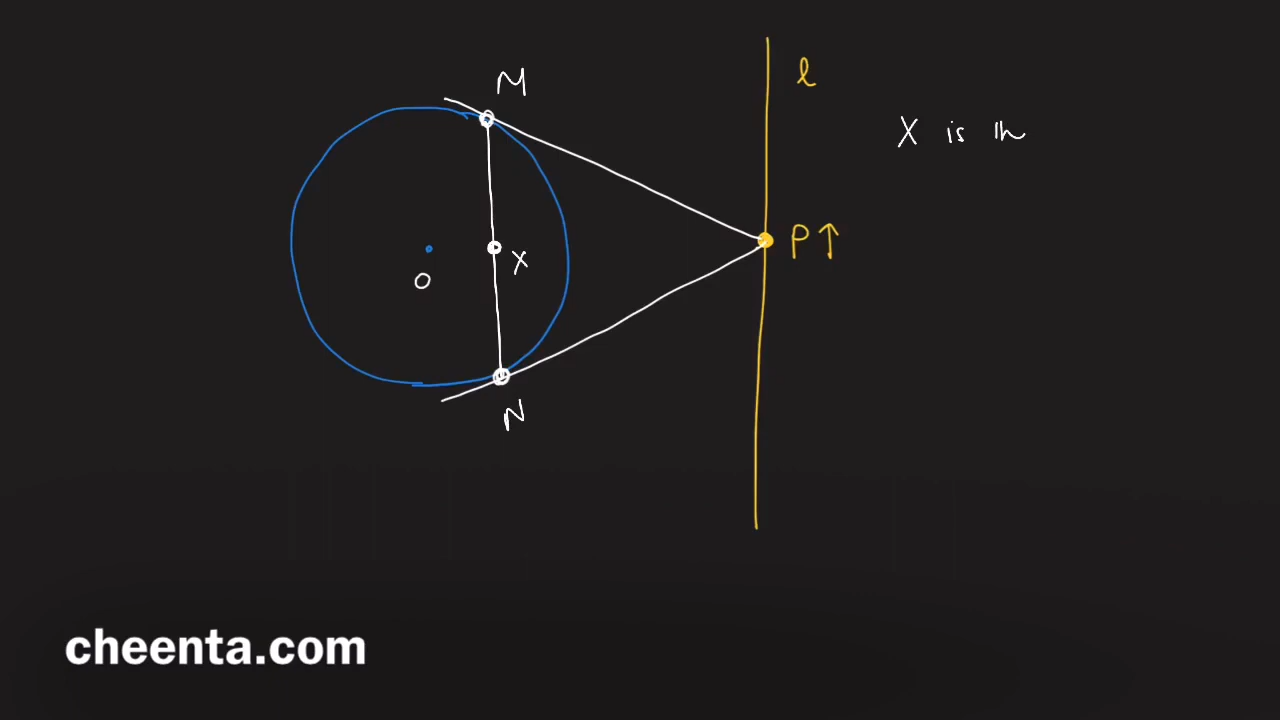 M
l
X is th
P↑
X
O
N
cheenta.com